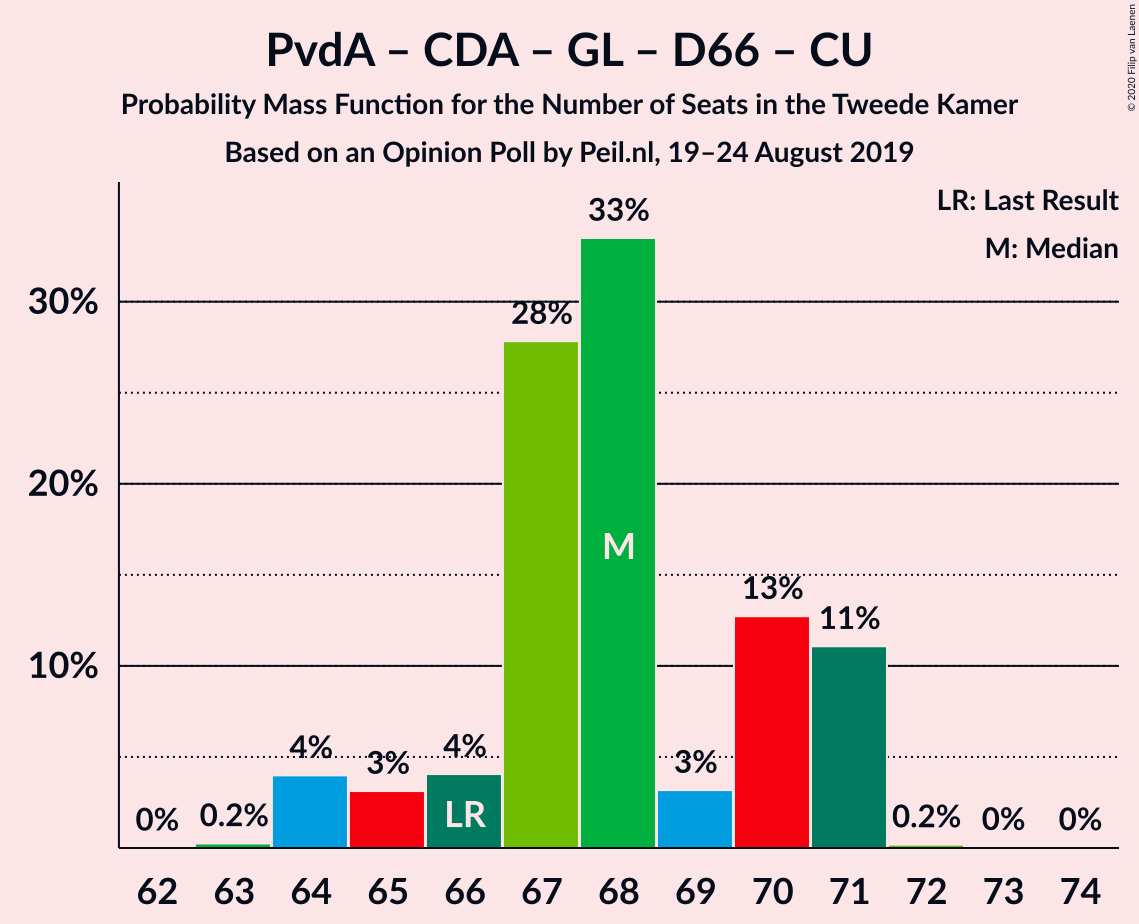 PvdA – CDA – GL – D66 – CU
Probability Mass Function for the Number of Seats in the Tweede Kamer
Based on an Opinion Poll by Peil.nl, 19–24 August 2019
© 2020 Filip van Laenen
LR: Last Result
M: Median
30%
20%
10%
0%
0.2%
4%
3%
4%
28%
33%
3%
13%
11%
0.2%
0%
0%
LR
M
62 63 64 65 66 67 68 69 70 71 72 73 74